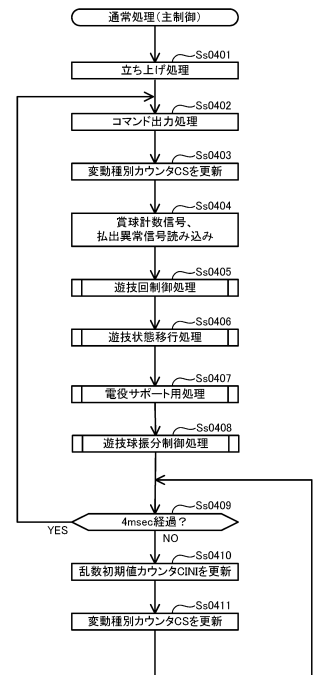 通常処理(主制御)
Ss0401
立ち上げ処理
Ss0402
コマンド出力処理
Ss0403
変動種別カウンタCSを更新
Ss0404
賞球計数信号、
払出異常信号読み込み
Ss0405
遊技回制御処理
Ss0406
遊技状態移行処理
Ss0407
電役サポート用処理
Ss0408
遊技球振分制御処理
Ss0409
4msec経過?
YES
NO
Ss0410
乱数初期値カウンタCINIを更新
Ss0411
変動種別カウンタCSを更新